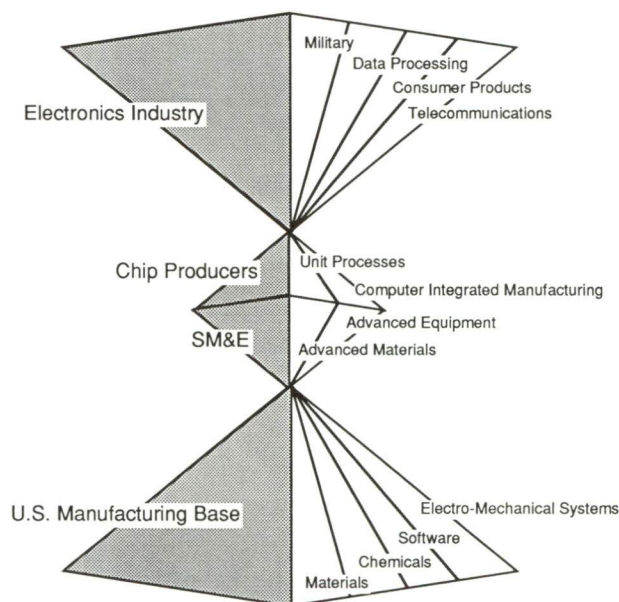 Military
Data Processing
Consumer Products
Electronics Industry
Telecommunications
Unit Processes
Chip Producers
Computer Integrated Manufacturing
Advanced Equipment
SM&E
Advanced Materials
Electro-Mechanical Systems
U.S. Manufacturing Base
Software
Chemicals
Materials